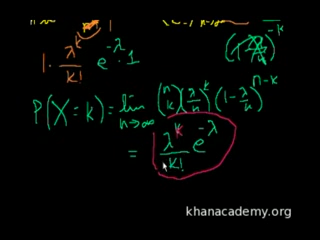 1 · λ^k/k! e^{-λ} · 1
P(X=k) = lim_{n→∞} (n k) (λ/n)^k (1-λ/n)^{n-k}
= λ^k/k! e^{-λ}
khanacademy.org